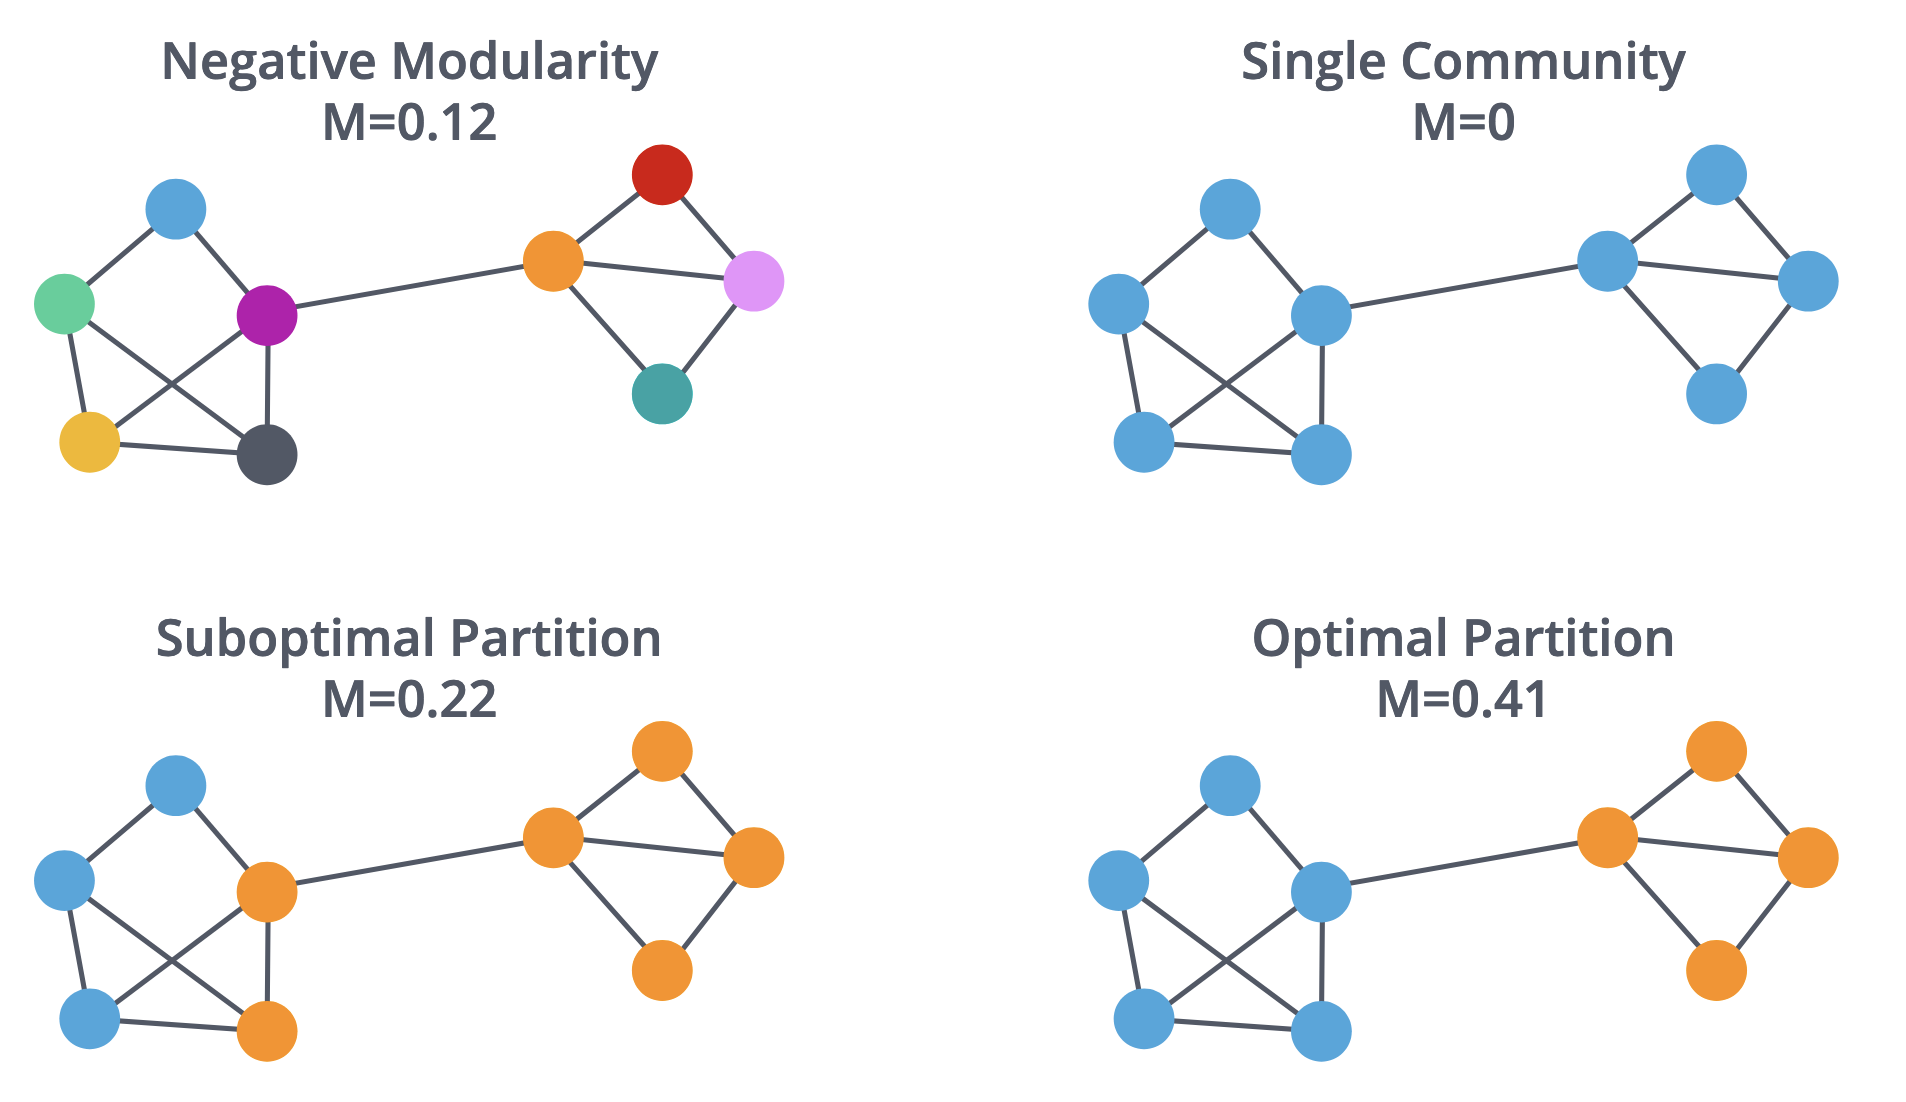 Negative Modularity
M=0.12
Single Community
M=0
Suboptimal Partition
M=0.22
Optimal Partition
M=0.41